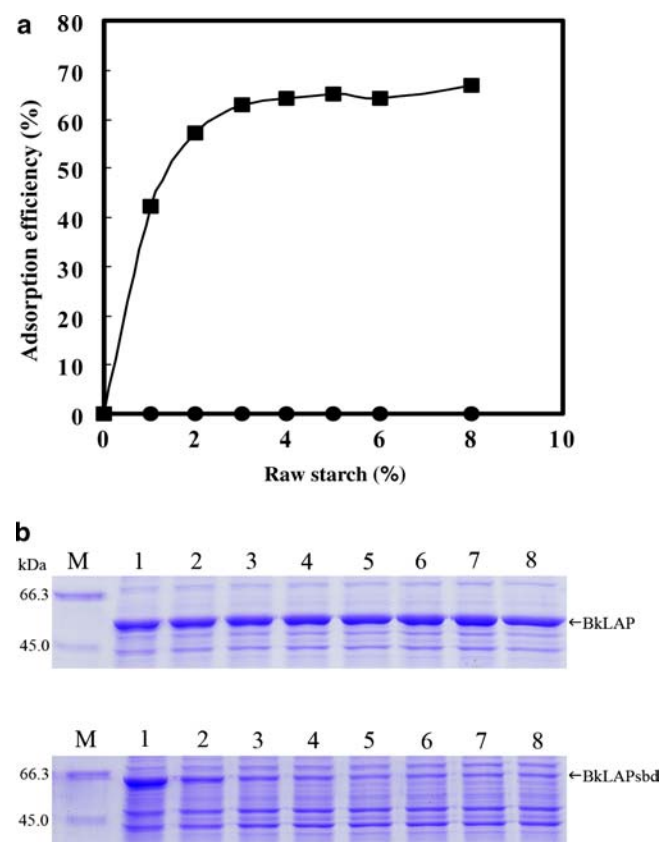 a
Adsorption efficiency (%)
80
70
60
50
40
30
20
10
0
0 2 4 6 8 10
Raw starch (%)
b
kDa M 1 2 3 4 5 6 7 8
66.3
←BkLAP
45.0
M 1 2 3 4 5 6 7 8
66.3 ←BkLAPsbd
45.0